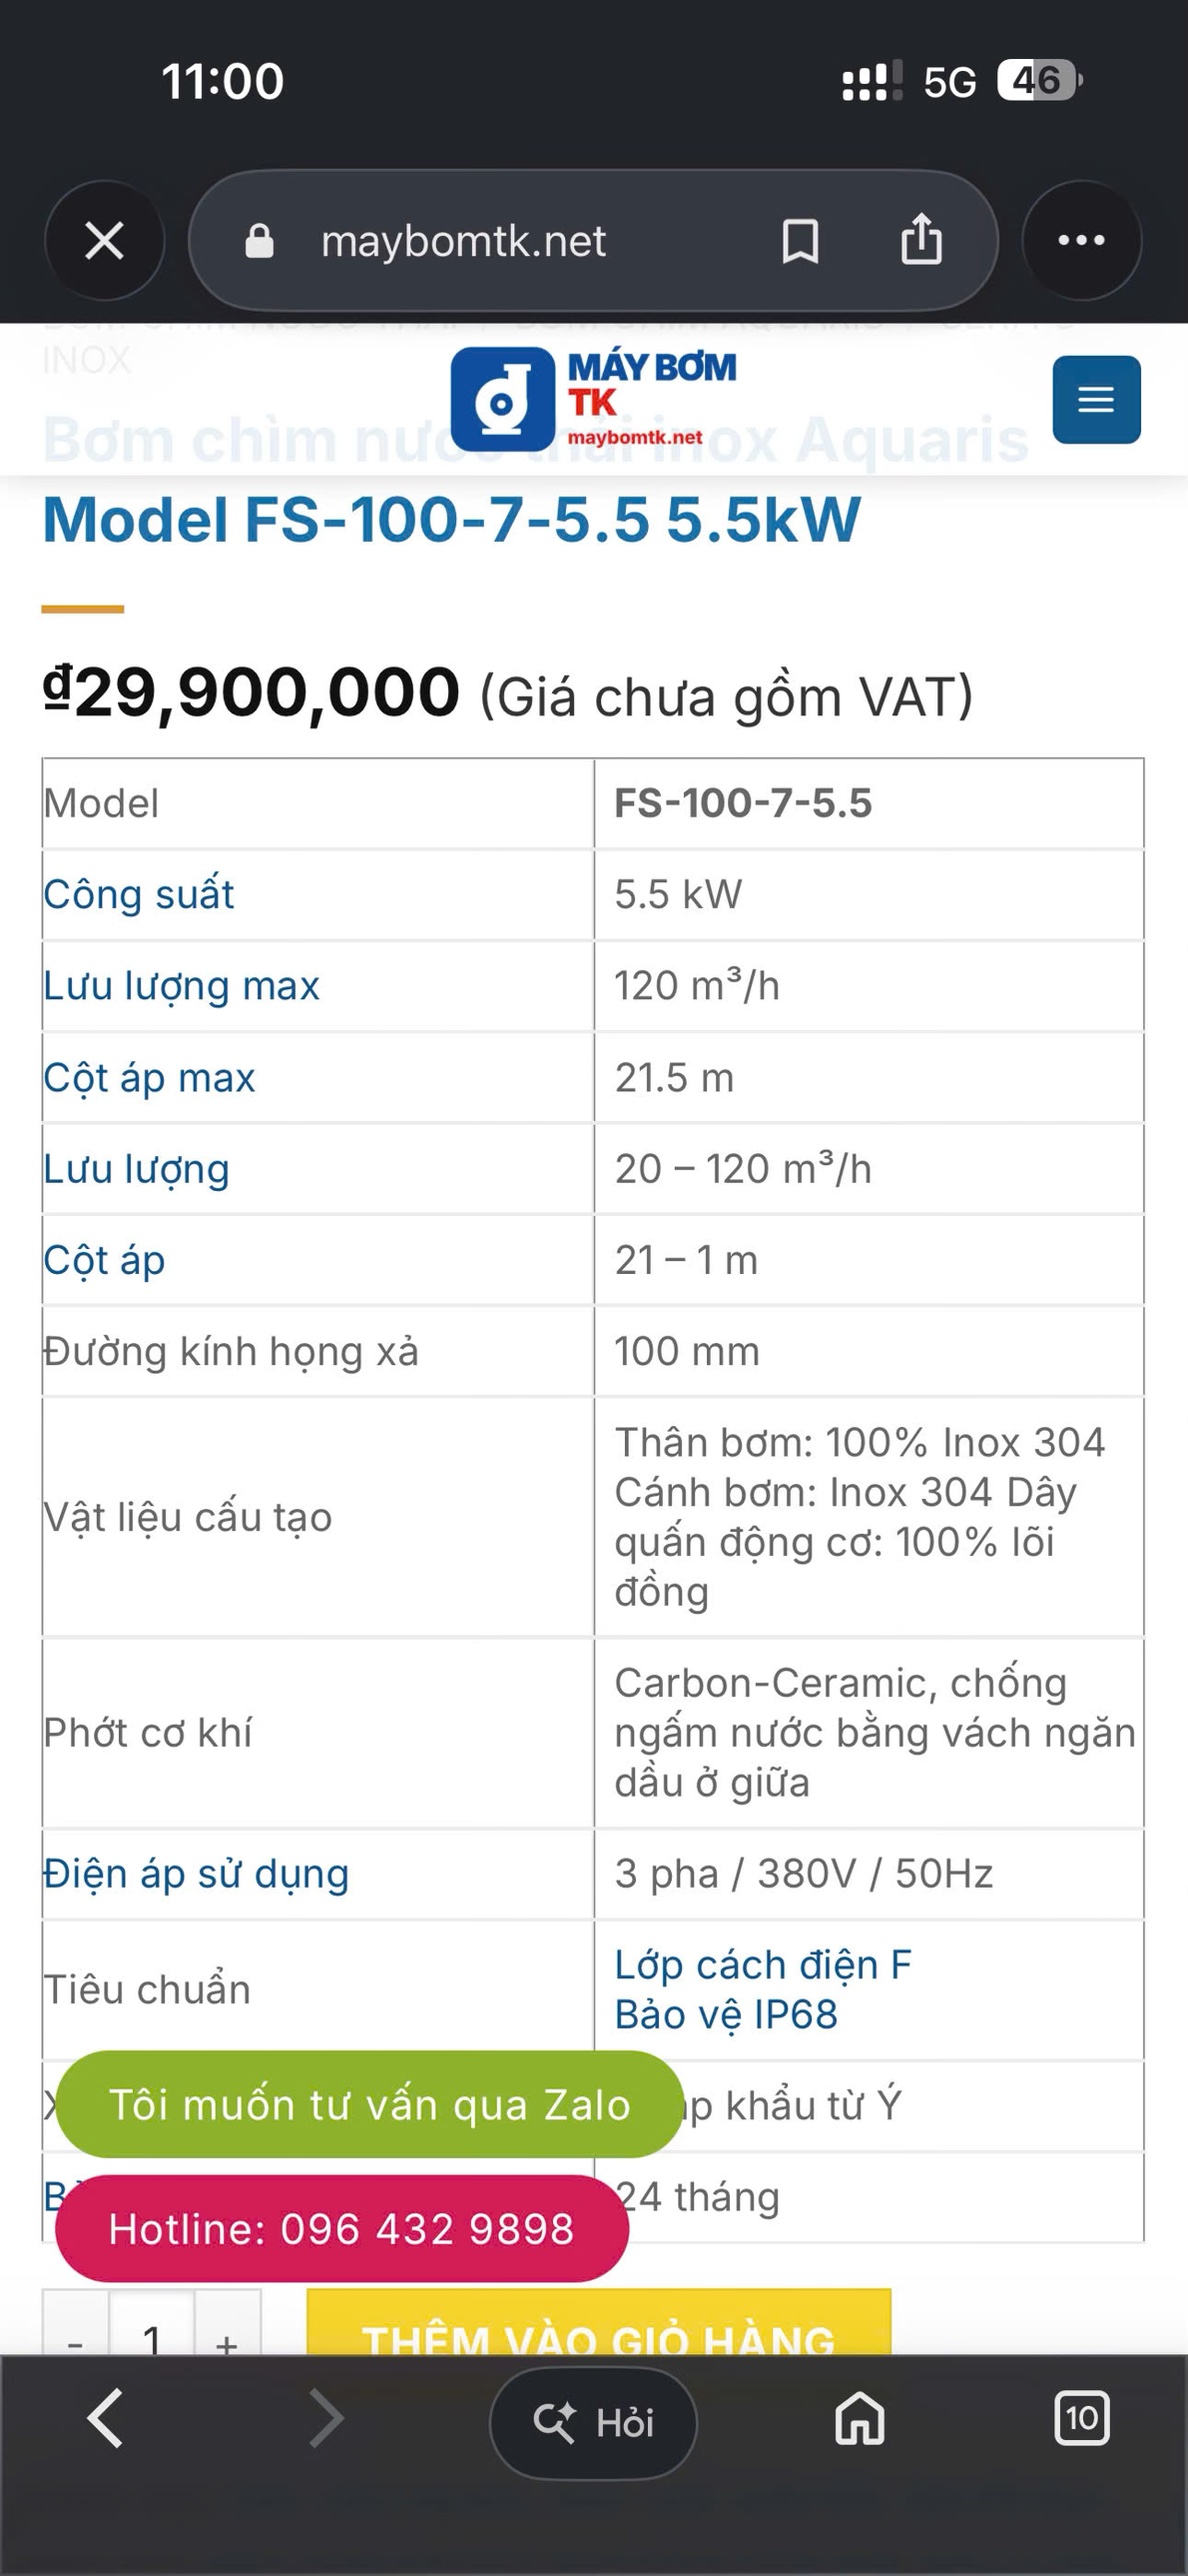 11:00
5G
46
maybomtk.net
INOX
MÁY BƠM
TK
maybomtk.net
Bơm chìm nước thải inox Aquaris
Model FS-100-7-5.5 5.5kW
₫29,900,000 (Giá chưa gồm VAT)
Model
FS-100-7-5.5
Công suất
5.5 kW
Lưu lượng max
120 m³/h
Cột áp max
21.5 m
Lưu lượng
20 – 120 m³/h
Cột áp
21 – 1 m
Đường kính họng xả
100 mm
Vật liệu cấu tạo
Thân bơm: 100% Inox 304
Cánh bơm: Inox 304 Dây
quấn động cơ: 100% lõi
đồng
Phớt cơ khí
Carbon-Ceramic, chống
ngấm nước bằng vách ngăn
dầu ở giữa
Điện áp sử dụng
3 pha / 380V / 50Hz
Tiêu chuẩn
Lớp cách điện F
Bảo vệ IP68
Tôi muốn tư vấn qua Zalo
khẩu từ Ý
24 tháng
Hotline: 096 432 9898
- 1 +
THÊM VÀO GIỎ HÀNG
Hỏi
10